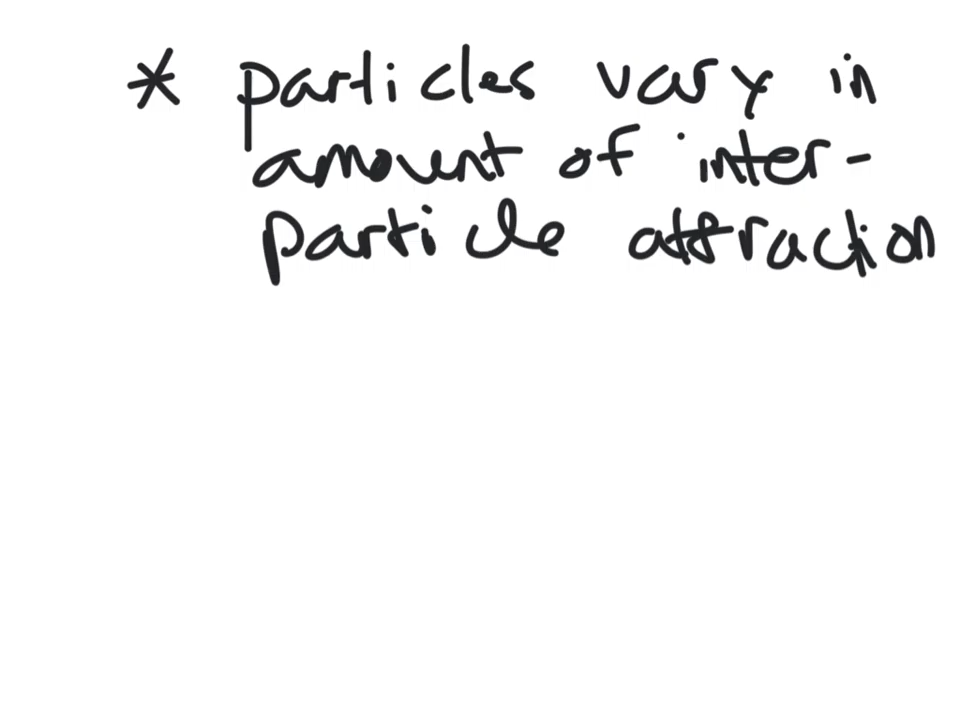 * particles vary in
amount of inter-
particle attraction